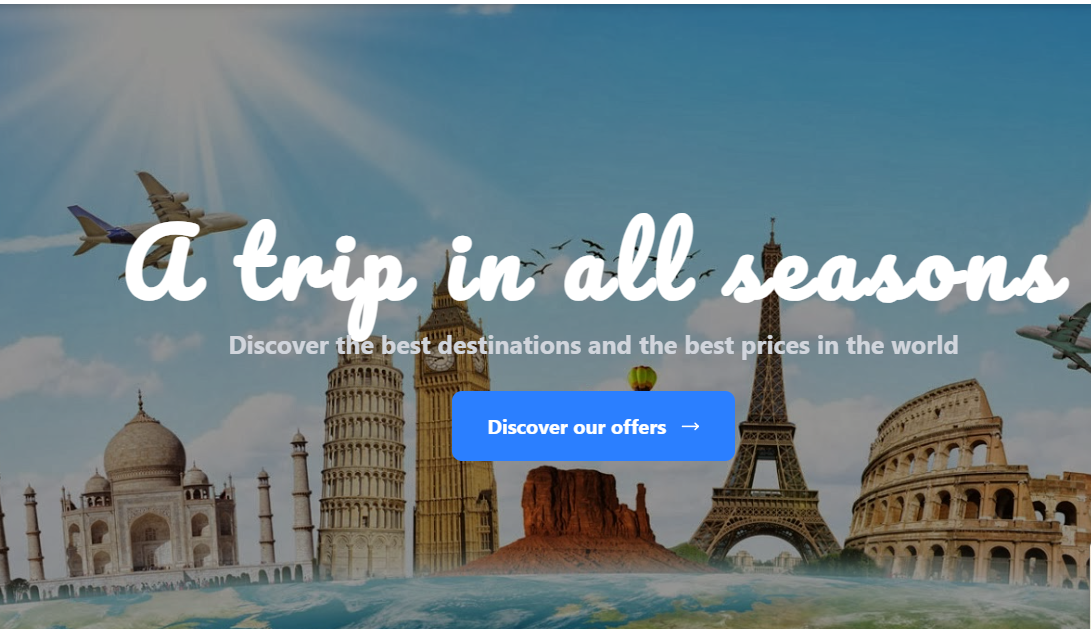 A trip in all seasons
Discover the best destinations and the best prices in the world
Discover our offers →